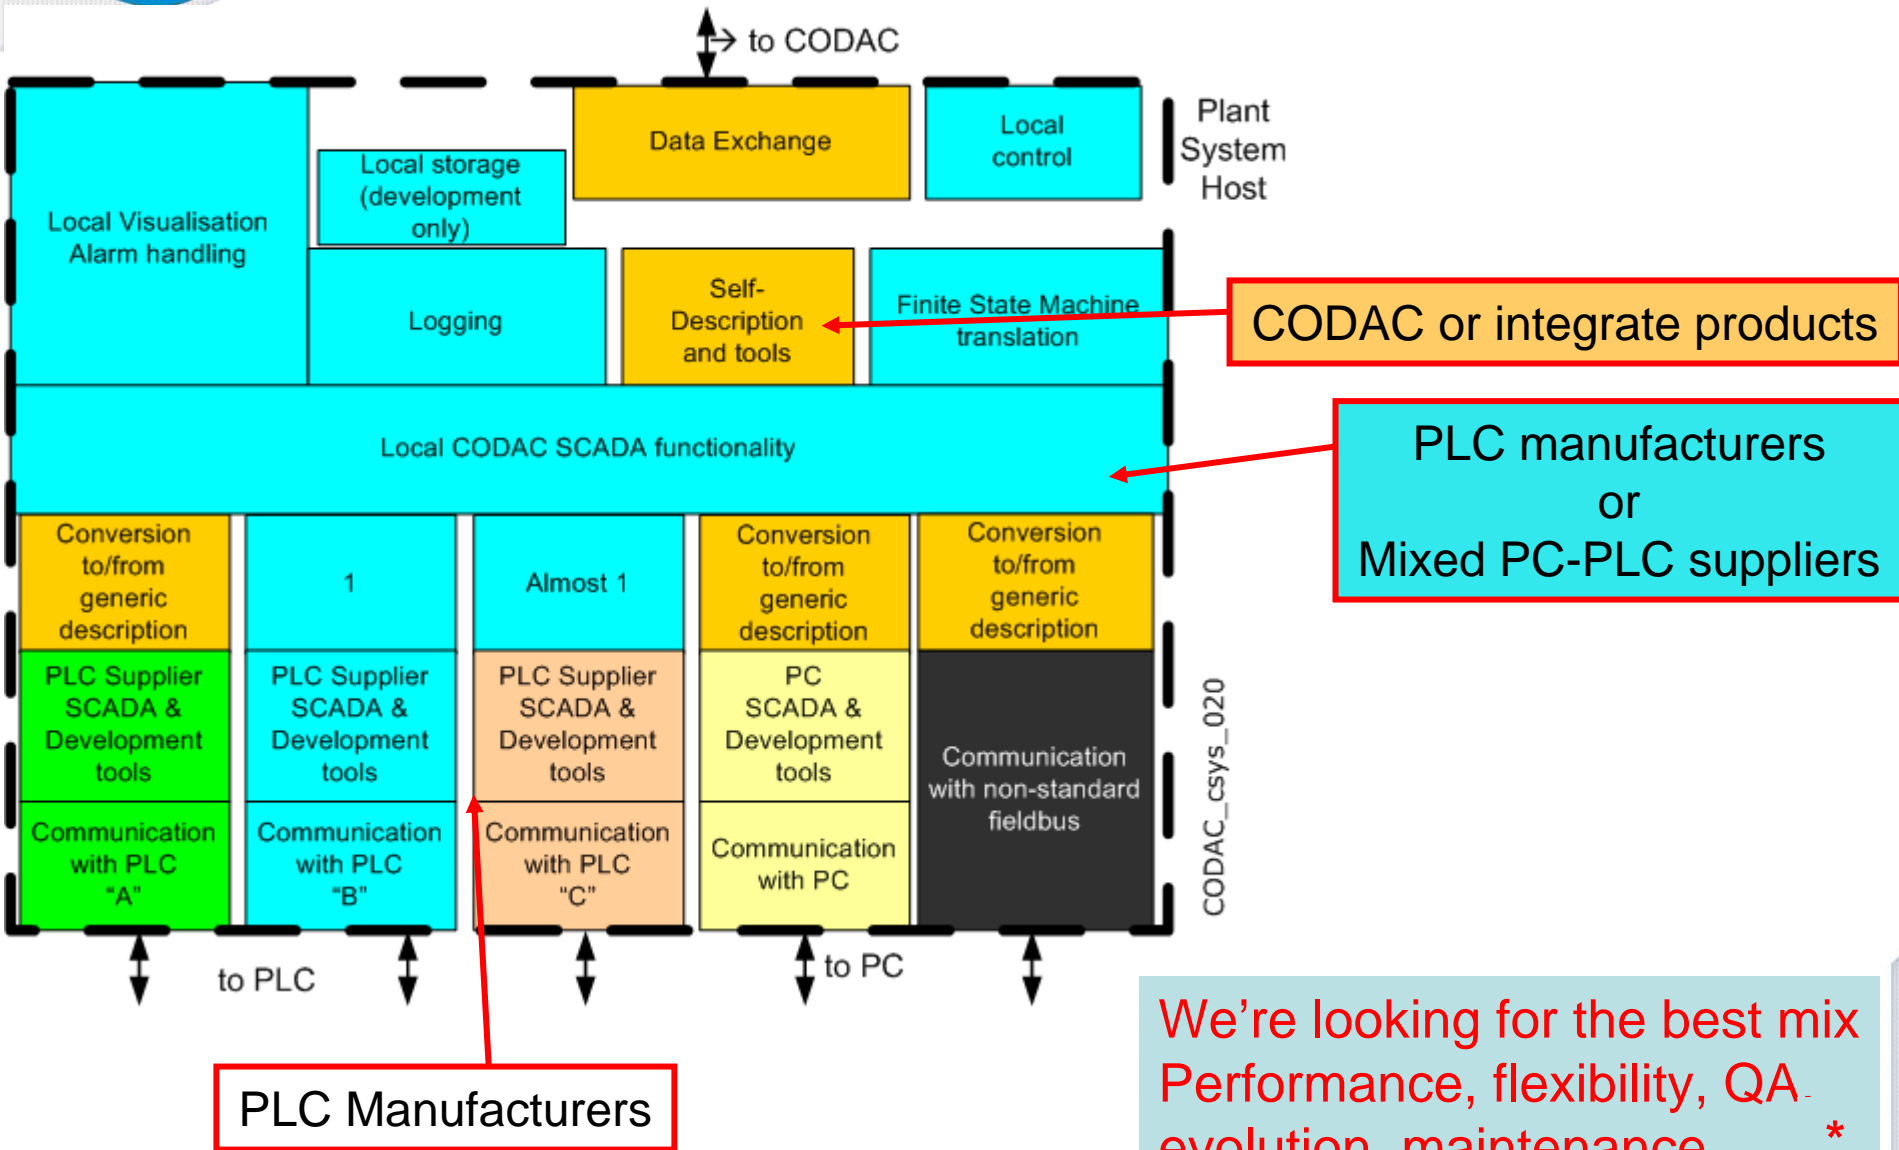 to CODAC
Plant
System
Host
Local Visualisation
Alarm handling
Local storage
(development
only)
Data Exchange
Local
control
Logging
Self-
Description
and tools
Finite State Machine
translation
CODAC or integrate products
Local CODAC SCADA functionality
PLC manufacturers
or
Mixed PC-PLC suppliers
Conversion
to/from
generic
description
1
Almost 1
Conversion
to/from
generic
description
Conversion
to/from
generic
description
PLC Supplier
SCADA &
Development
tools
PLC Supplier
SCADA &
Development
tools
PLC Supplier
SCADA &
Development
tools
PC
SCADA &
Development
tools
Communication
with non-standard
fieldbus
Communication
with PLC
“A”
Communication
with PLC
“B”
Communication
with PLC
“C”
Communication
with PC
CODAC_csys_020
to PLC
to PC
PLC Manufacturers
We’re looking for the best mix
Performance, flexibility, QA
evolution, maintenance *